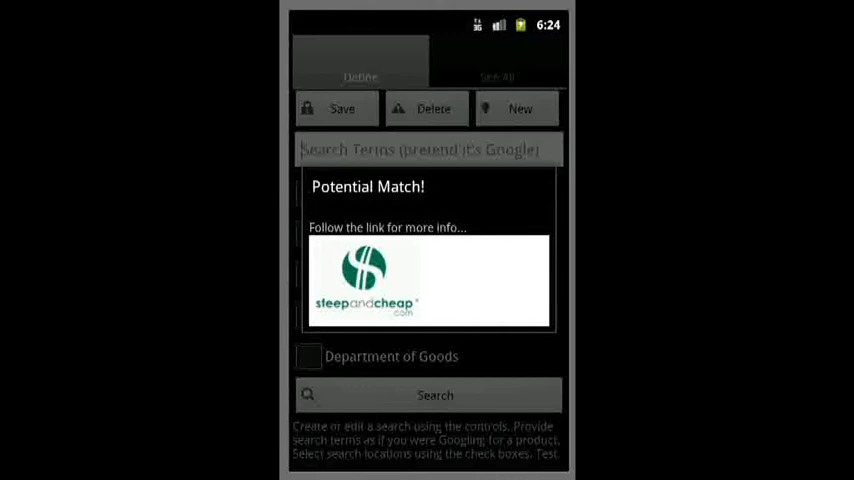 3G 6:24
Define See All
Save Delete New
Search Terms (pretend it's Google)
Potential Match!
Follow the link for more info...
steepandcheap
.com
Department of Goods
Search
Create or edit a search using the controls. Provide
search terms as if you were Googling for a product.
Select search locations using the check boxes. Test.